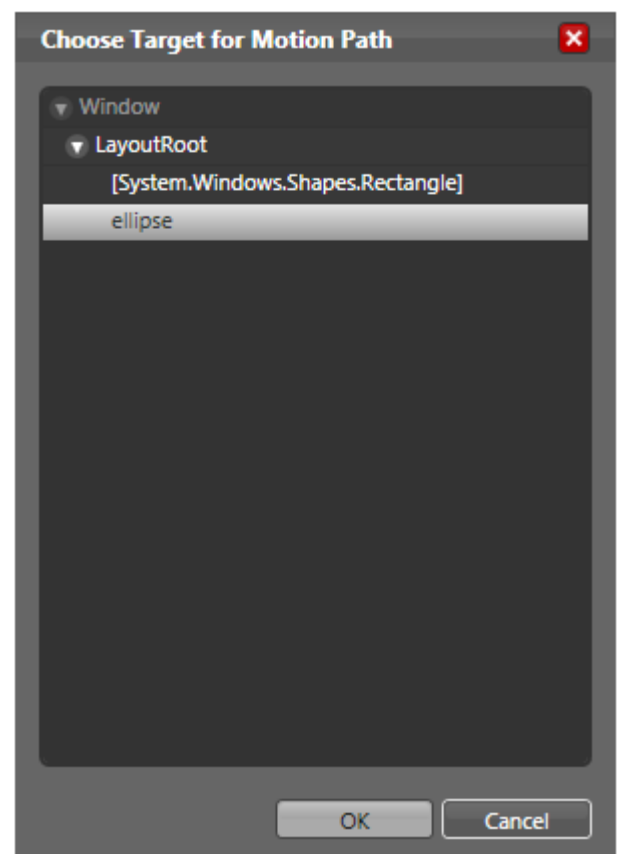 Choose Target for Motion Path
Window
LayoutRoot
[System.Windows.Shapes.Rectangle]
ellipse
OK
Cancel